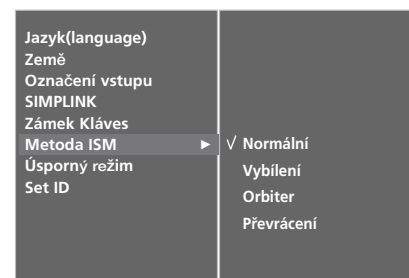 Jazyk(language)
Země
Označení vstupu
SIMPLINK
Zámek Kláves
Metoda ISM ►
Úsporný režim
Set ID
√ Normální
Vybílení
Orbiter
Převrácení